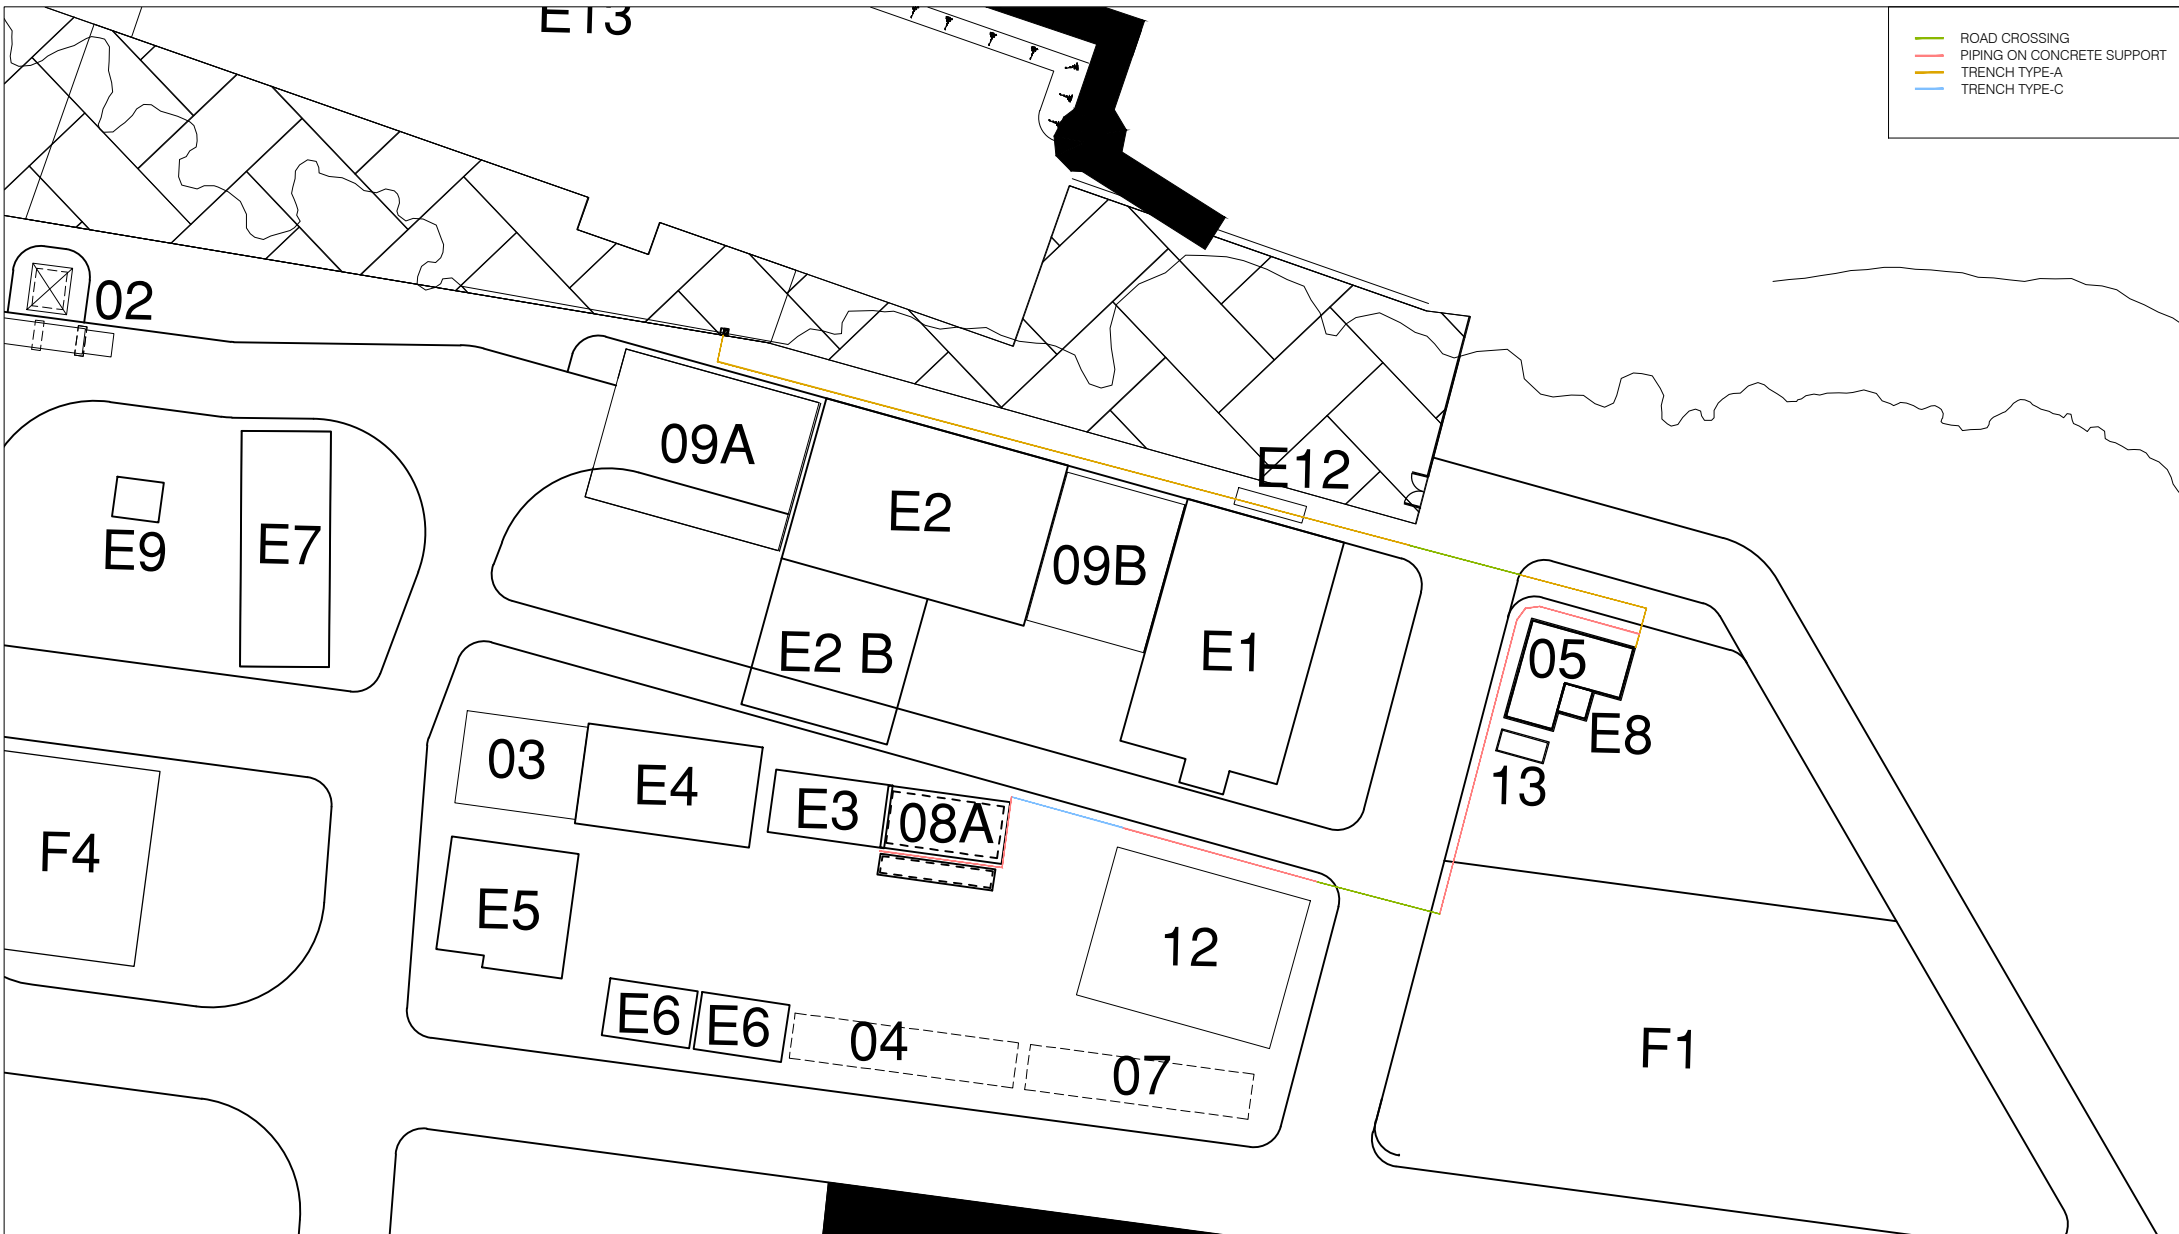 E13
ROAD CROSSING
PIPING ON CONCRETE SUPPORT
TRENCH TYPE-A
TRENCH TYPE-C
02
09A
E12
E2
E9
E7
09B
E2 B
E1
05
E8
03
E4
E3
08A
13
F4
E5
12
E6
E6
04
07
F1